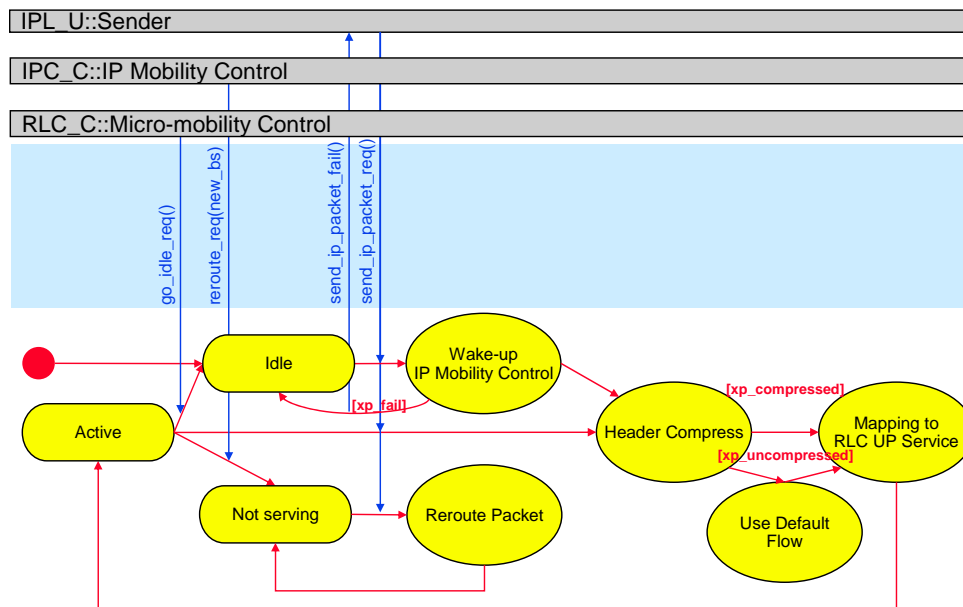 IPL_U::Sender
IPC_C::IP Mobility Control
RLC_C::Micro-mobility Control
go_idle_req()
reroute_req(new_bs)
send_ip_packet_fail()
send_ip_packet_req()
Idle
Wake-up
IP Mobility Control
[xp_fail]
[xp_compressed]
Active
Header Compress
Mapping to
RLC UP Service
[xp_uncompressed]
Not serving
Reroute Packet
Use Default
Flow